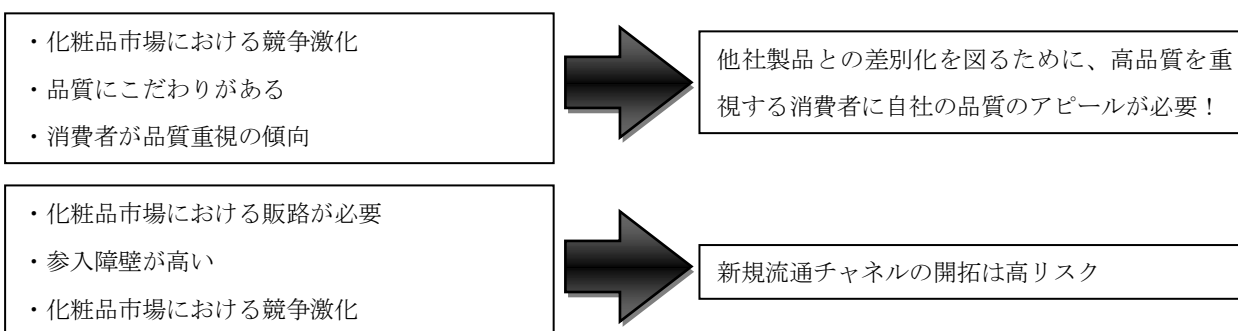 ・化粧品市場における競争激化
・品質にこだわりがある
・消費者が品質重視の傾向
他社製品との差別化を図るために、高品質を重
視する消費者に自社の品質のアピールが必要！
・化粧品市場における販路が必要
・参入障壁が高い
・化粧品市場における競争激化
新規流通チャネルの開拓は高リスク